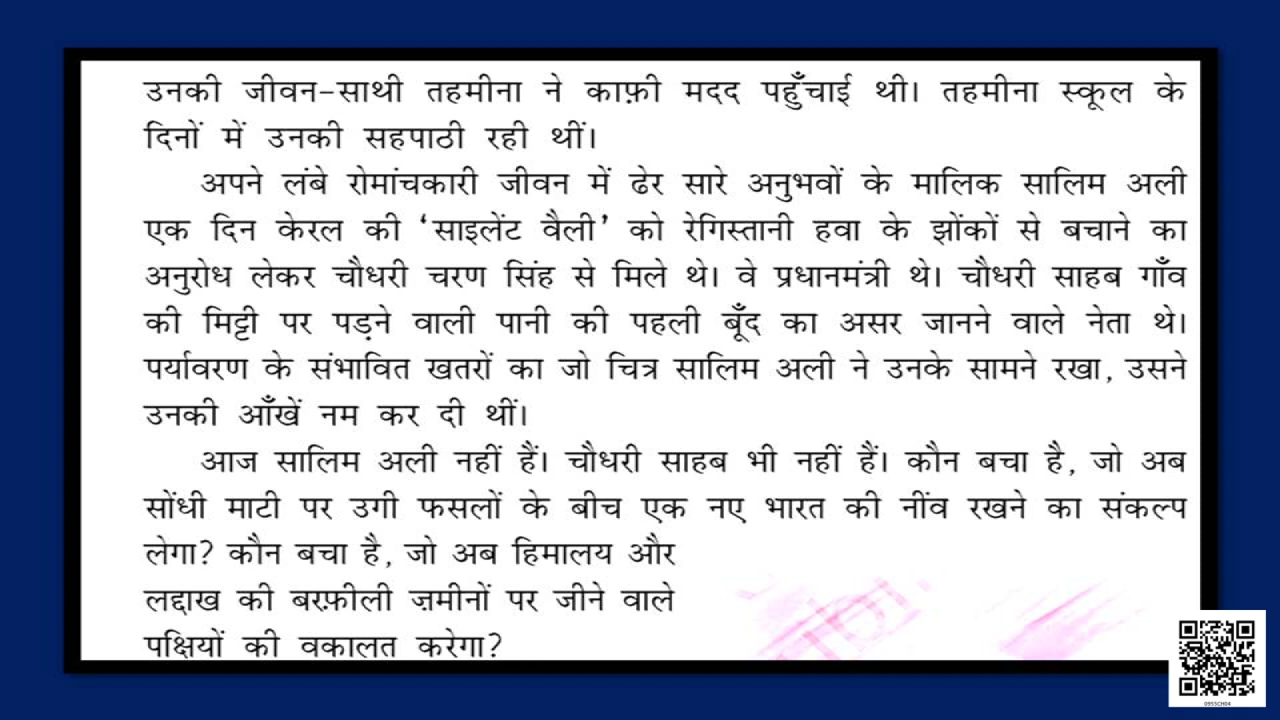 उनकी जीवन-साथी तहमीना ने काफ़ी मदद पहुँचाई थी। तहमीना स्कूल के
दिनों में उनकी सहपाठी रही थीं।
अपने लंबे रोमांचकारी जीवन में ढेर सारे अनुभवों के मालिक सालिम अली
एक दिन केरल की ‘साइलेंट वैली’ को रेगिस्तानी हवा के झोंकों से बचाने का
अनुरोध लेकर चौधरी चरण सिंह से मिले थे। वे प्रधानमंत्री थे। चौधरी साहब गाँव
की मिट्टी पर पड़ने वाली पानी की पहली बूँद का असर जानने वाले नेता थे।
पर्यावरण के संभावित खतरों का जो चित्र सालिम अली ने उनके सामने रखा, उसने
उनकी आँखें नम कर दी थीं।
आज सालिम अली नहीं हैं। चौधरी साहब भी नहीं हैं। कौन बचा है, जो अब
सोंधी माटी पर उगी फसलों के बीच एक नए भारत की नींव रखने का संकल्प
लेगा? कौन बचा है, जो अब हिमालय और
लद्दाख की बरफ़ीली ज़मीनों पर जीने वाले
पक्षियों की वकालत करेगा?
0955CH04